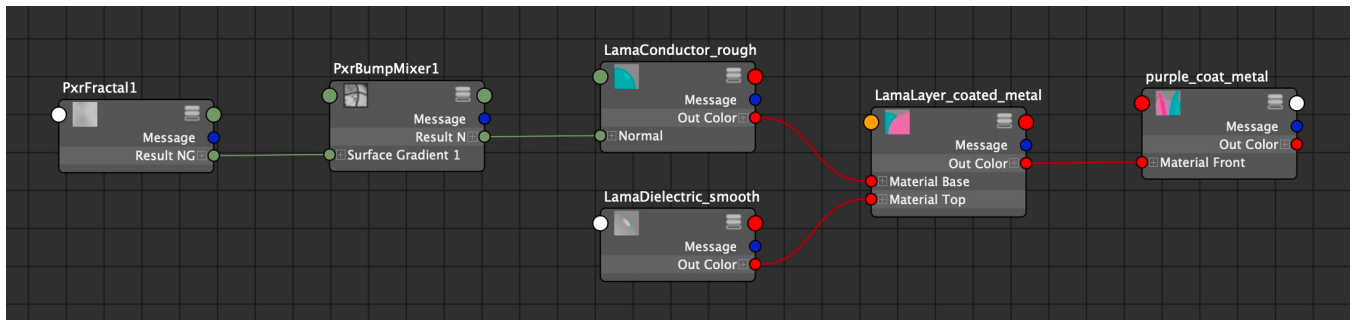 PxrFractal1
Message
Result NG
PxrBumpMixer1
Message
Result N
Surface Gradient 1
LamaConductor_rough
Message
Out Color
Normal
LamaDielectric_smooth
Message
Out Color
LamaLayer_coated_metal
Message
Out Color
Material Base
Material Top
purple_coat_metal
Message
Out Color
Material Front